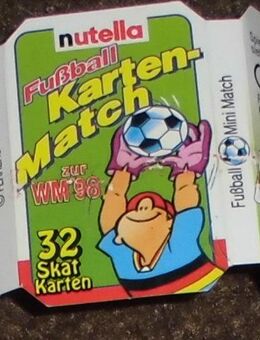 nutella
Fußball
Karten-
Match
zur
WM'98
32
Skat
Karten
Fußball Mini Match